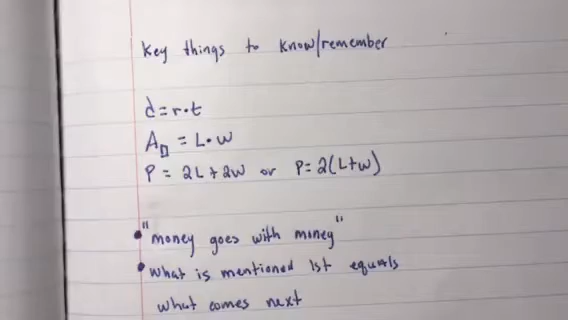 Key things to know/remember
d=r·t
A▯ = L·w
P = 2L+2w or P=2(L+w)
• "money goes with money"
• what is mentioned 1st equals
what comes next